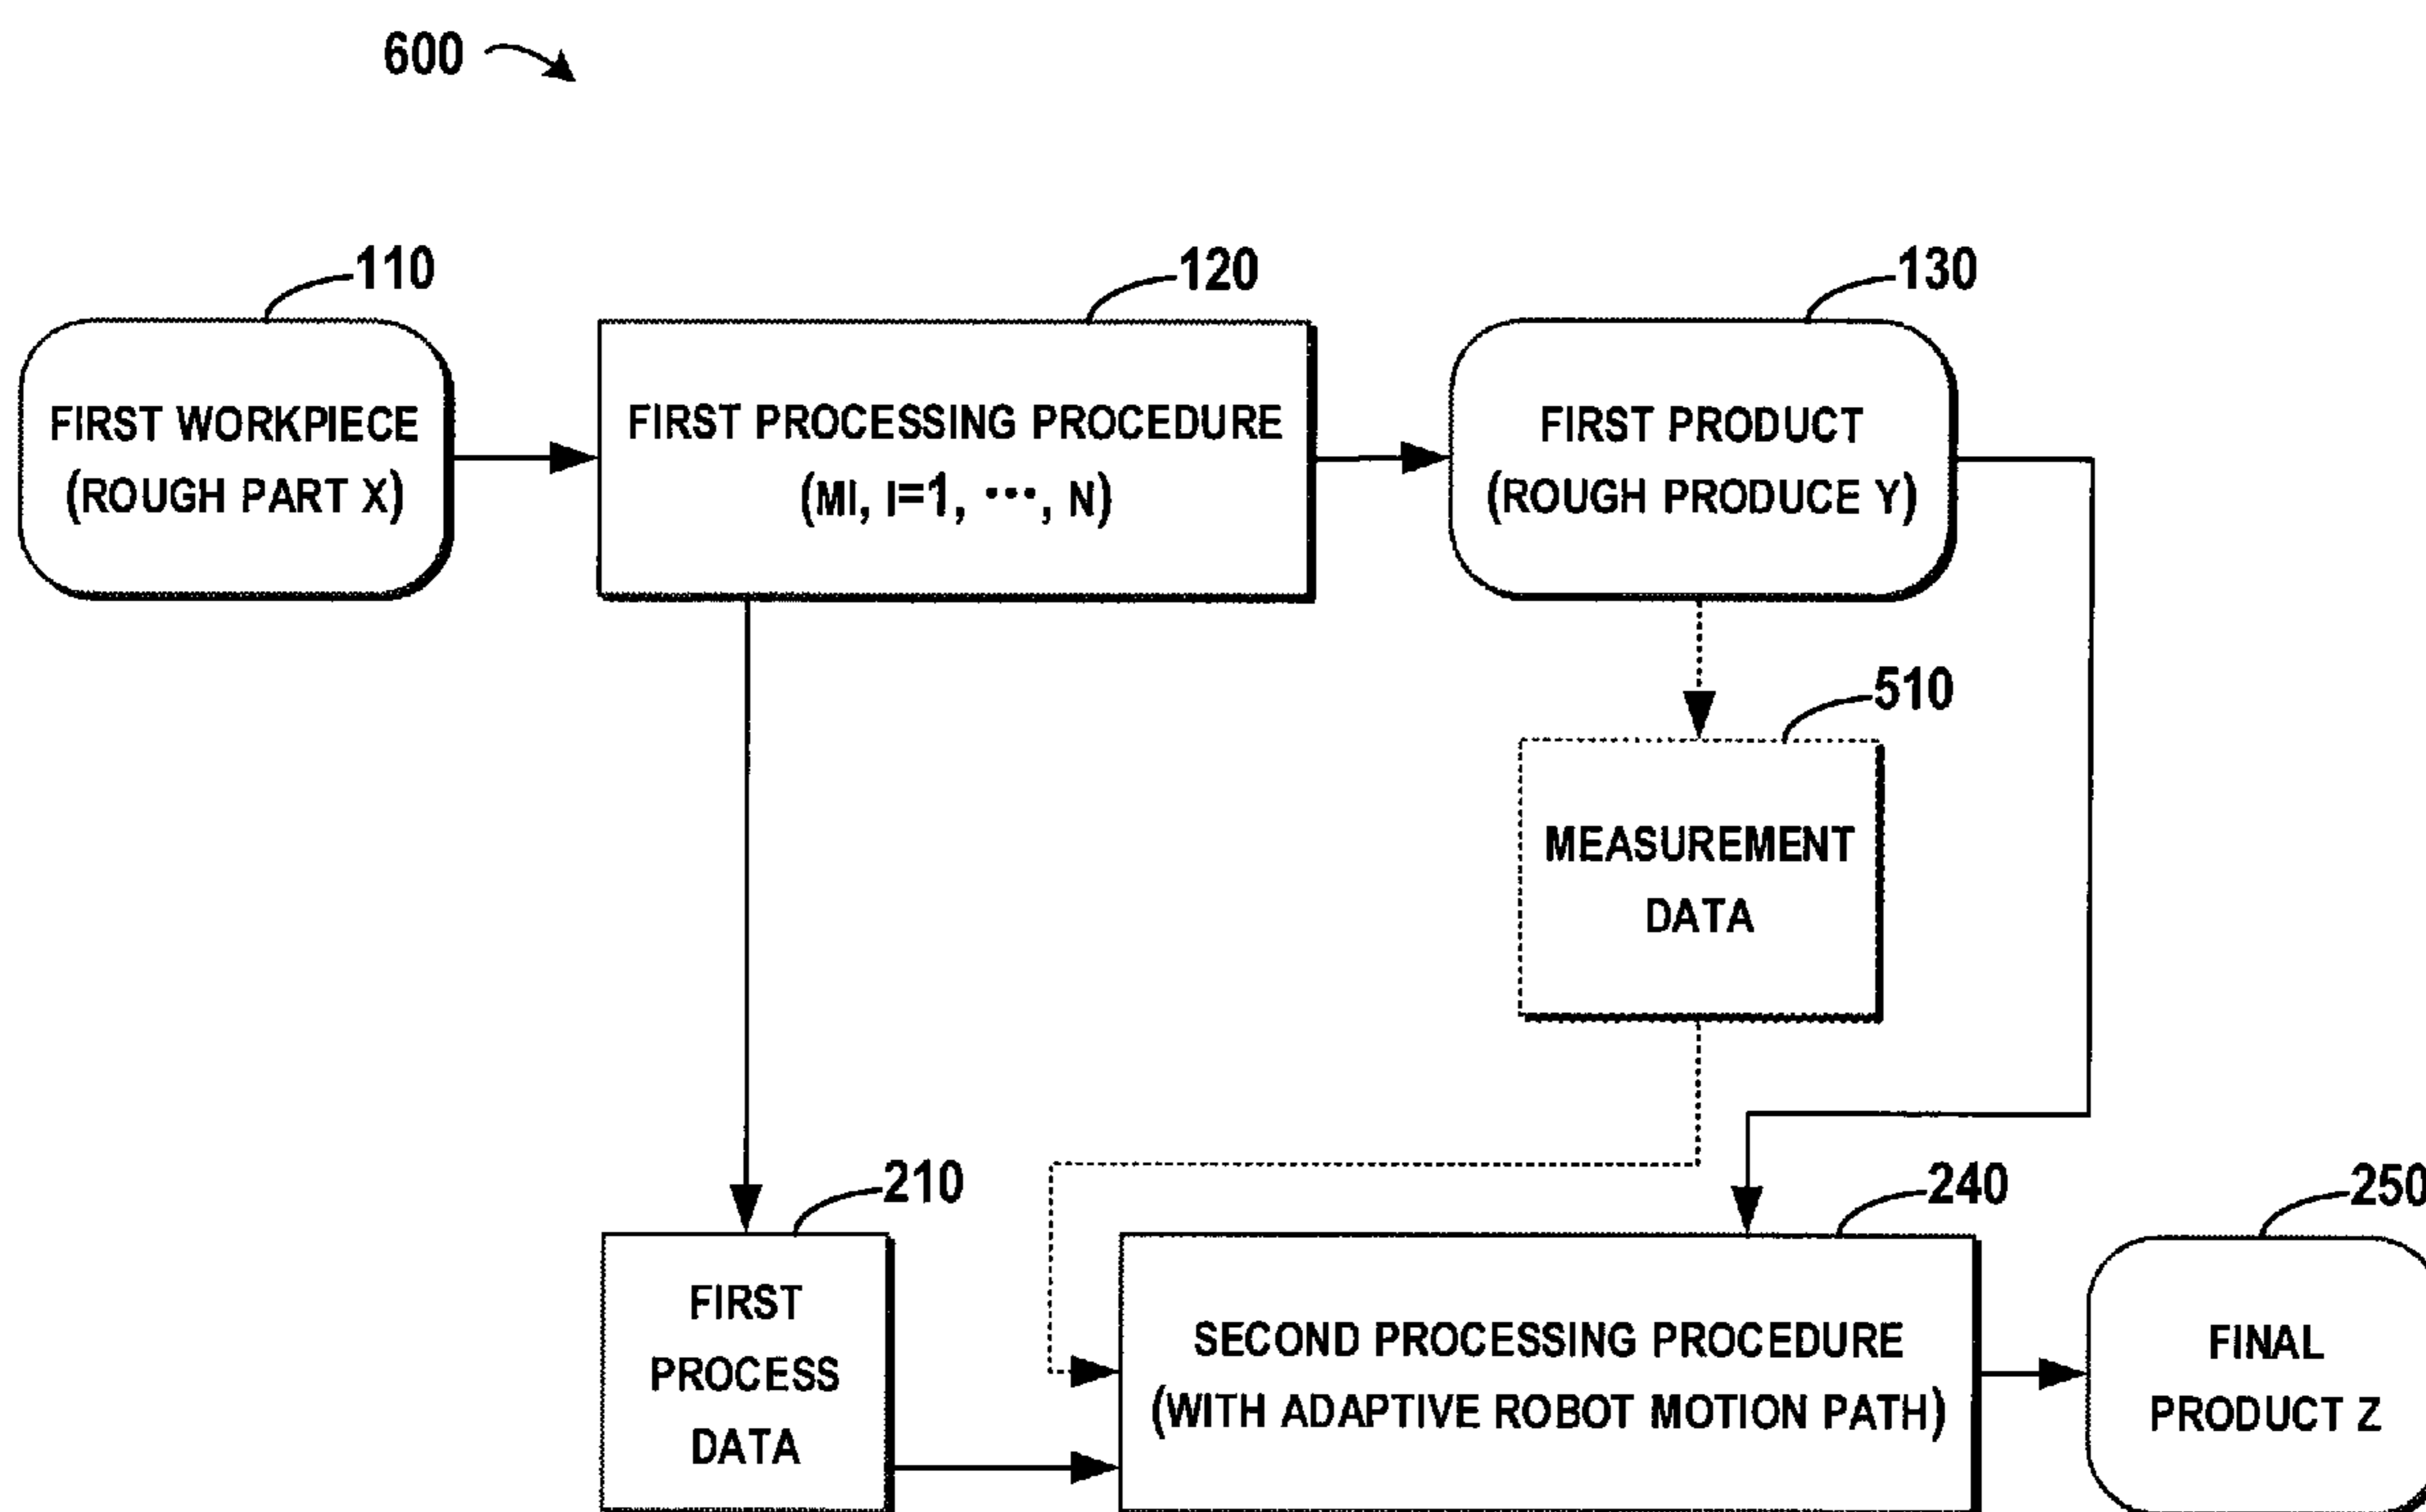 600
110
120
130
FIRST WORKPIECE
(ROUGH PART X)
FIRST PROCESSING PROCEDURE
(MI, I=1, ···, N)
FIRST PRODUCT
(ROUGH PRODUCE Y)
510
MEASUREMENT
DATA
210
240
250
FIRST
PROCESS
DATA
SECOND PROCESSING PROCEDURE
(WITH ADAPTIVE ROBOT MOTION PATH)
FINAL
PRODUCT Z